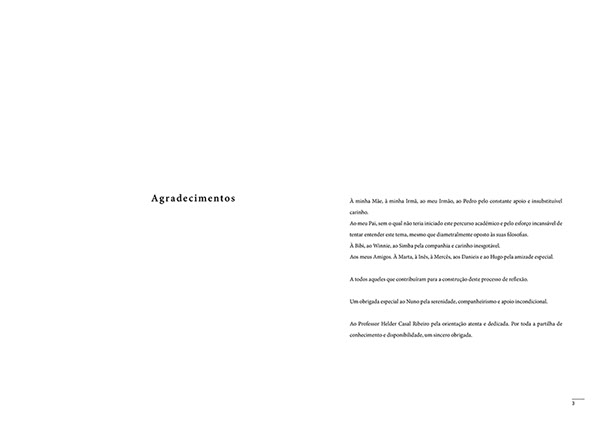 Agradecimentos
À minha Mãe, à minha Irmã, ao meu Irmão, ao Pedro pelo constante apoio e insubstituível
carinho.
Ao meu Pai, sem o qual não teria iniciado este percurso académico e pelo esforço incansável de
tentar entender este tema, mesmo que diametralmente oposto às suas filosofias.
À Bibi, ao Winnie, ao Simba pela companhia e carinho inesgotável.
Aos meus Amigos. À Marta, à Inês, à Mercês, aos Danieis e ao Hugo pela amizade especial.
A todos aqueles que contribuíram para a construção deste processo de reflexão.
Um obrigada especial ao Nuno pela serenidade, companheirismo e apoio incondicional.
Ao Professor Helder Casal Ribeiro pela orientação atenta e dedicada. Por toda a partilha de
conhecimento e disponibilidade, um sincero obrigada.
3